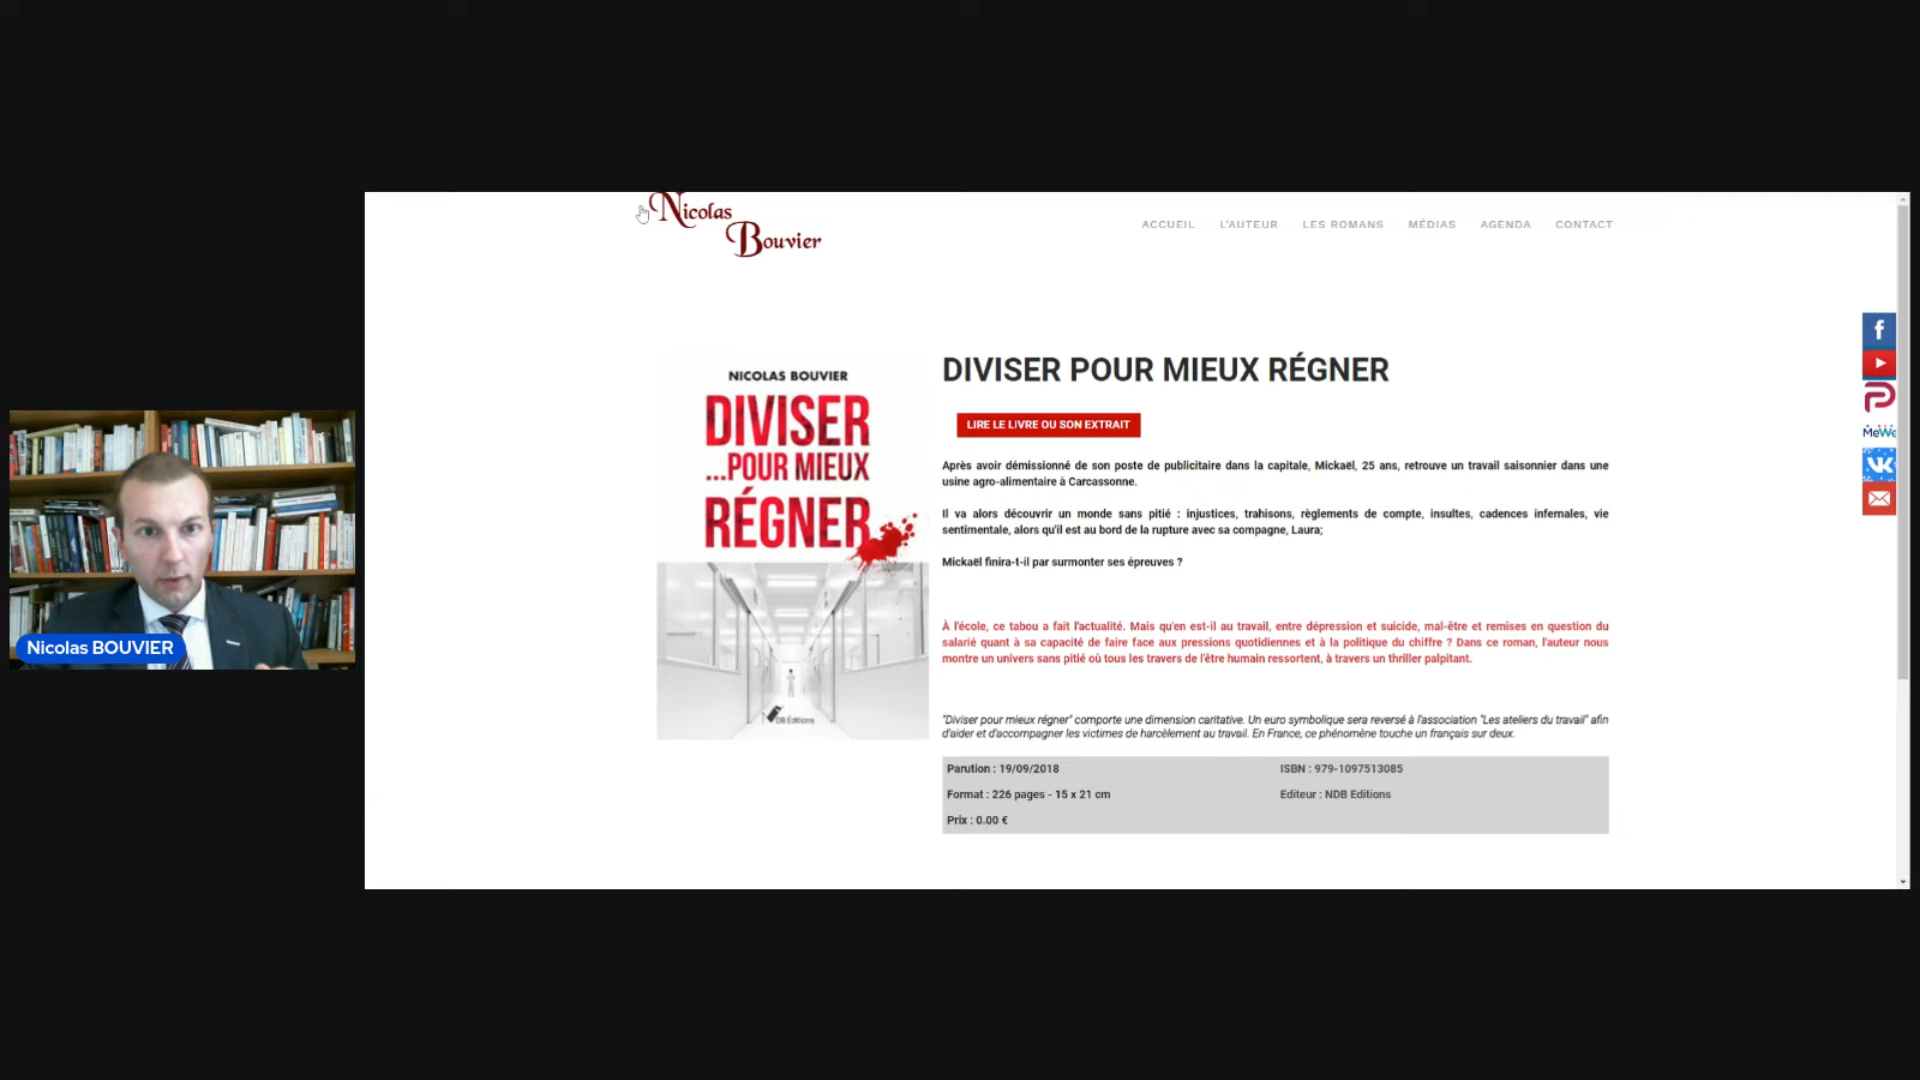 Nicolas
Bouvier
ACCUEIL L'AUTEUR LES ROMANS MÉDIAS AGENDA CONTACT
NICOLAS BOUVIER
DIVISER
...POUR MIEUX
RÉGNER
DB Éditions
DIVISER POUR MIEUX RÉGNER
LIRE LE LIVRE OU SON EXTRAIT
Après avoir démissionné de son poste de publicitaire dans la capitale, Mickaël, 25 ans, retrouve un travail saisonnier dans une
usine agro-alimentaire à Carcassonne.
Il va alors découvrir un monde sans pitié : injustices, trahisons, règlements de compte, insultes, cadences infernales, vie
sentimentale, alors qu'il est au bord de la rupture avec sa compagne, Laura;
Mickaël finira-t-il par surmonter ses épreuves ?
À l'école, ce tabou a fait l'actualité. Mais qu'en est-il au travail, entre dépression et suicide, mal-être et remises en question du
salarié quant à sa capacité de faire face aux pressions quotidiennes et à la politique du chiffre ? Dans ce roman, l'auteur nous
montre un univers sans pitié où tous les travers de l'être humain ressortent, à travers un thriller palpitant.
"Diviser pour mieux régner" comporte une dimension caritative. Un euro symbolique sera reversé à l'association "Les ateliers du travail" afin
d'aider et d'accompagner les victimes de harcèlement au travail. En France, ce phénomène touche un français sur deux.
Parution : 19/09/2018 ISBN : 979-1097513085
Format : 226 pages - 15 x 21 cm Editeur : NDB Editions
Prix : 0.00 €
MeWe
Nicolas BOUVIER